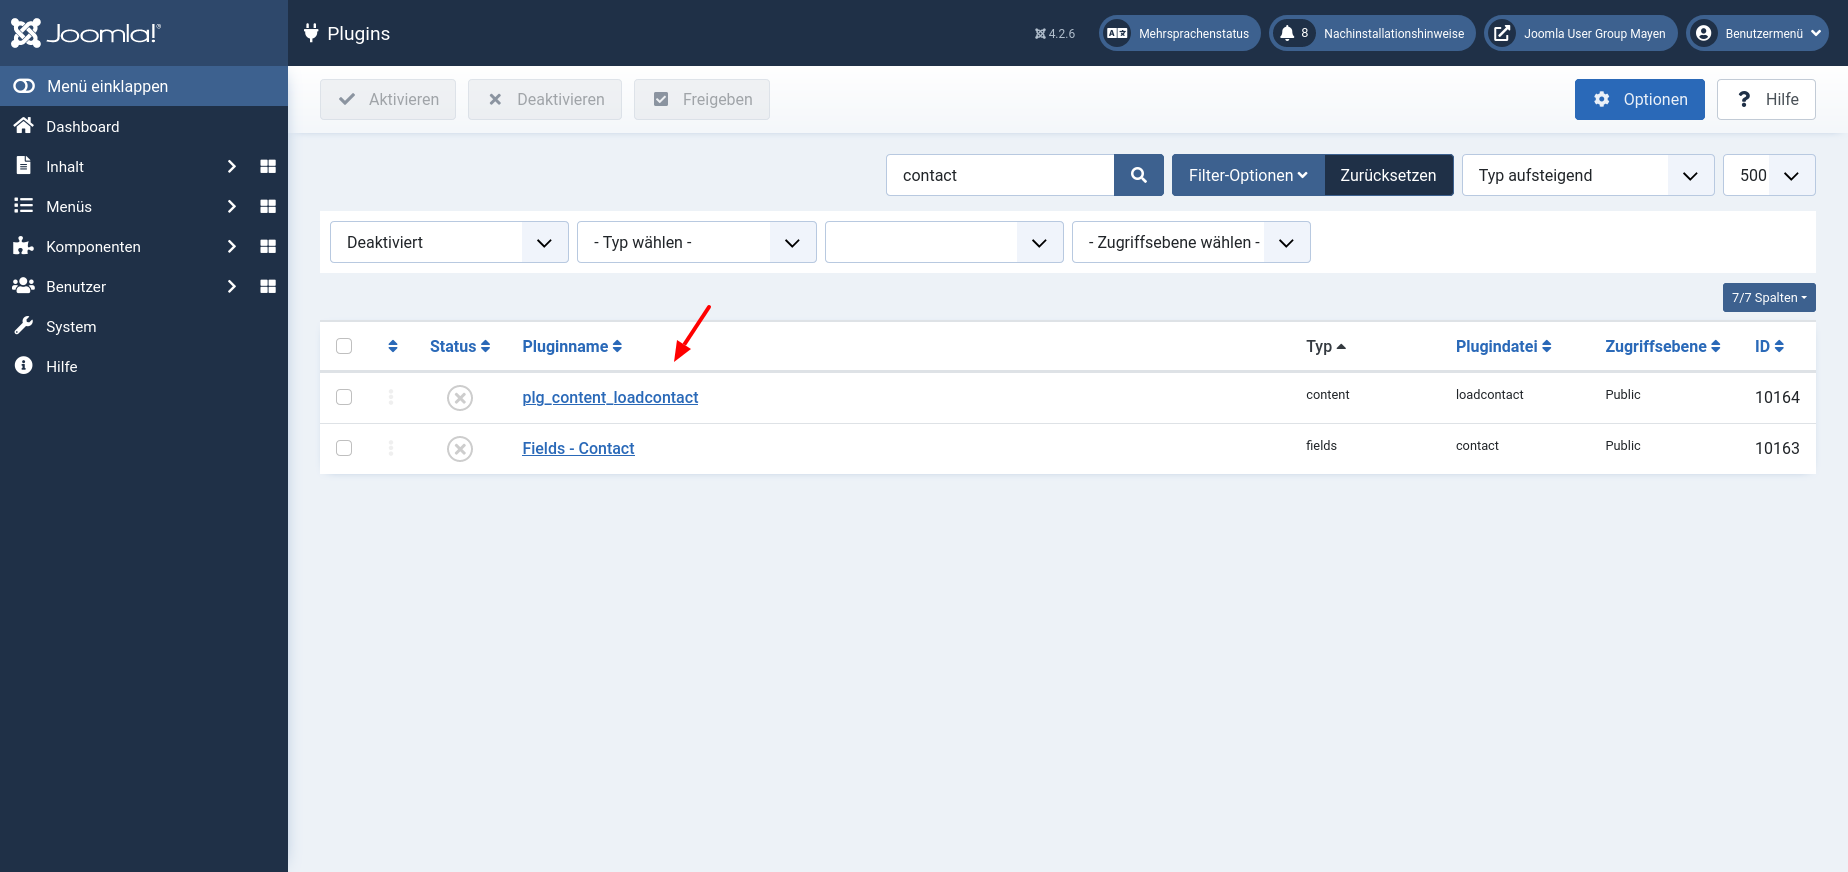 Joomla!
Plugins
4.2.6
Mehrsprachenstatus
8 Nachinstallationshinweise
Joomla User Group Mayen
Benutzermenü
Menü einklappen
Dashboard
Inhalt
Menüs
Komponenten
Benutzer
System
Hilfe
Aktivieren
Deaktivieren
Freigeben
Optionen
? Hilfe
contact
Filter-Optionen
Zurücksetzen
Typ aufsteigend
500
Deaktiviert
- Typ wählen -
- Zugriffsebene wählen -
7/7 Spalten
Status Pluginname Typ Plugindatei Zugriffsebene ID
plg_content_loadcontact content loadcontact Public 10164
Fields - Contact fields contact Public 10163